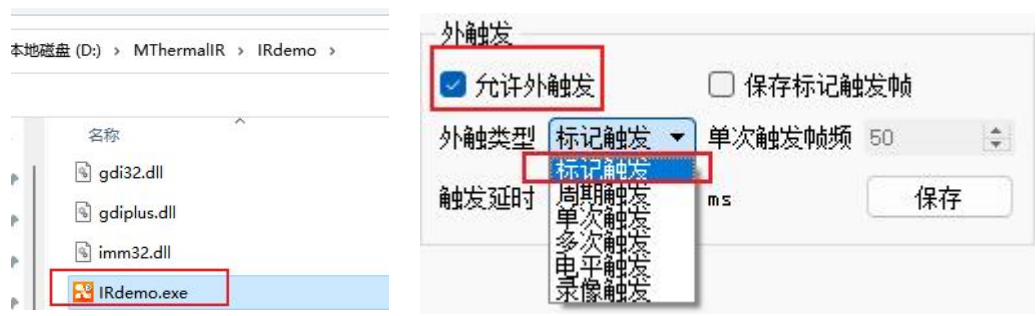 本地磁盘 (D:) › MThermalIR › IRdemo ›
名称
gdi32.dll
gdiplus.dll
imm32.dll
IRdemo.exe
外触发
允许外触发 保存标记触发帧
外触类型 标记触发 单次触发帧频 50
标记触发
周期触发
单次触发
多次触发
电平触发
录像触发
触发延时 ms 保存